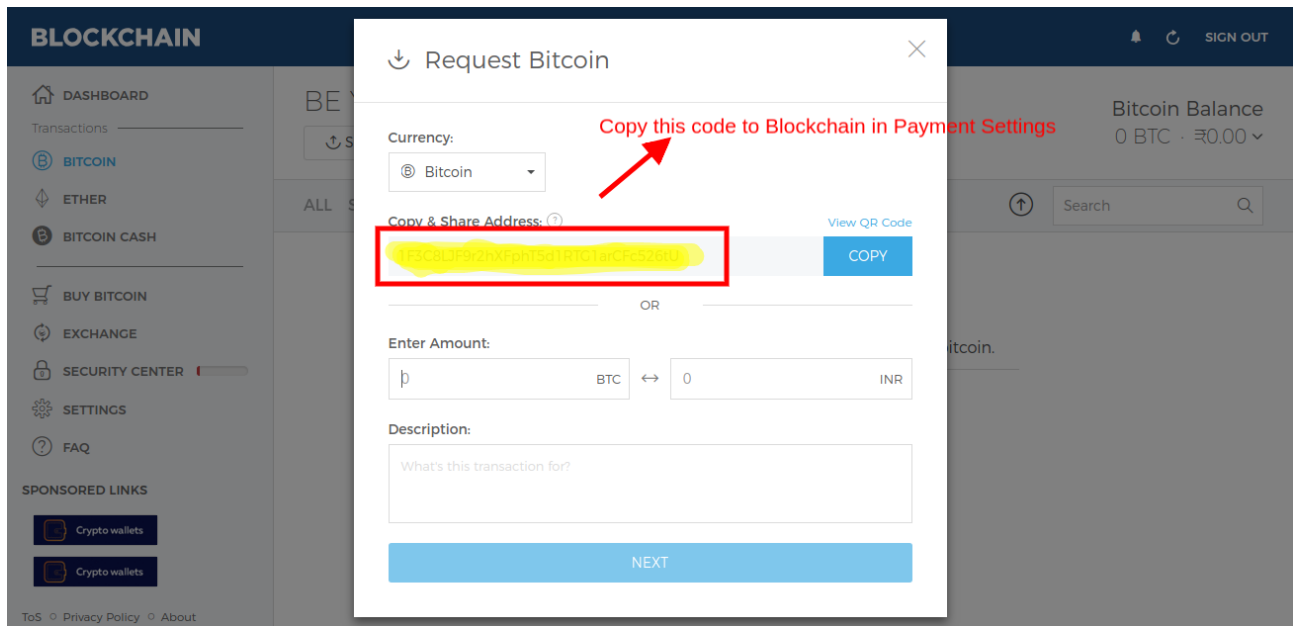 BLOCKCHAIN
SIGN OUT
DASHBOARD
Transactions
BITCOIN
ETHER
BITCOIN CASH
BUY BITCOIN
EXCHANGE
SECURITY CENTER
SETTINGS
FAQ
SPONSORED LINKS
Crypto wallets
Crypto wallets
ToS Privacy Policy About
BE
S
ALL S
Bitcoin Balance
0 BTC · ₹0.00
Search
itcoin.
Request Bitcoin
Copy this code to Blockchain in Payment Settings
Currency:
Bitcoin
Copy & Share Address: ?
View QR Code
COPY
OR
Enter Amount:
0 BTC ↔ 0 INR
Description:
What's this transaction for?
NEXT